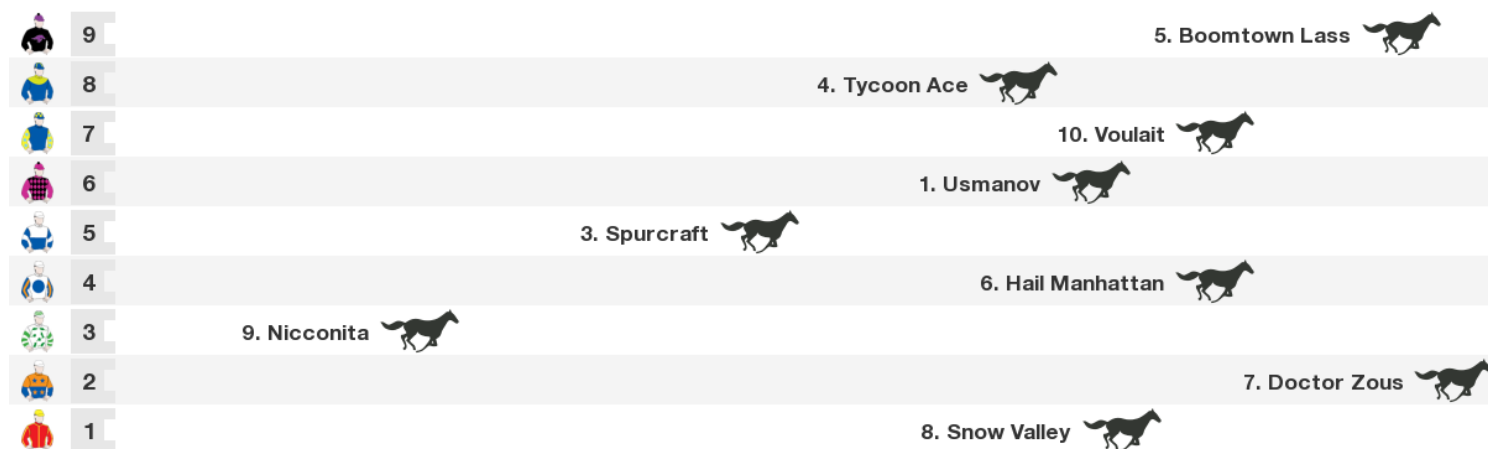 9 5. Boomtown Lass
8 4. Tycoon Ace
7 10. Voulait
6 1. Usmanov
5 3. Spurcraft
4 6. Hail Manhattan
3 9. Nicconita
2 7. Doctor Zous
1 8. Snow Valley